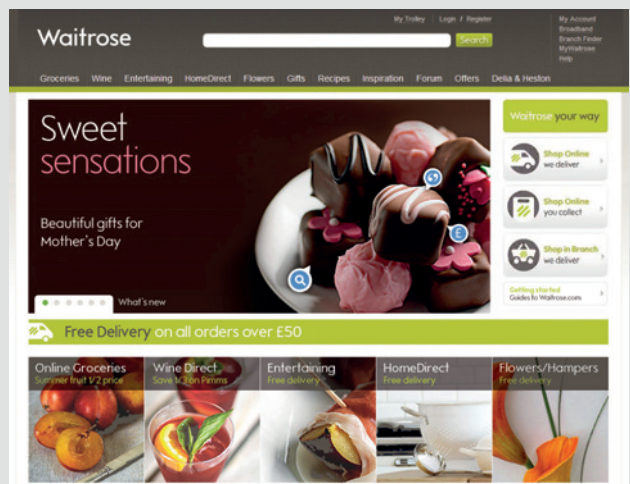 My Trolley
Login / Register
My Account
Broadband
Branch Finder
MyWaitrose
Help
Waitrose
Search
Groceries Wine Entertaining HomeDirect Flowers Gifts Recipes Inspiration Forum Offers Delia & Heston
Sweet
sensations
Beautiful gifts for
Mother's Day
£
What's new
Waitrose your way
Shop Online
we deliver
Shop Online
you collect
Shop in Branch
we deliver
Getting started
Guides to Waitrose.com
Free Delivery on all orders over £50
Online Groceries
Summer fruit 1/2 price
Wine Direct
Save 1/3 on Pimms
Entertaining
Free delivery
HomeDirect
Free delivery
Flowers/Hampers
Free delivery